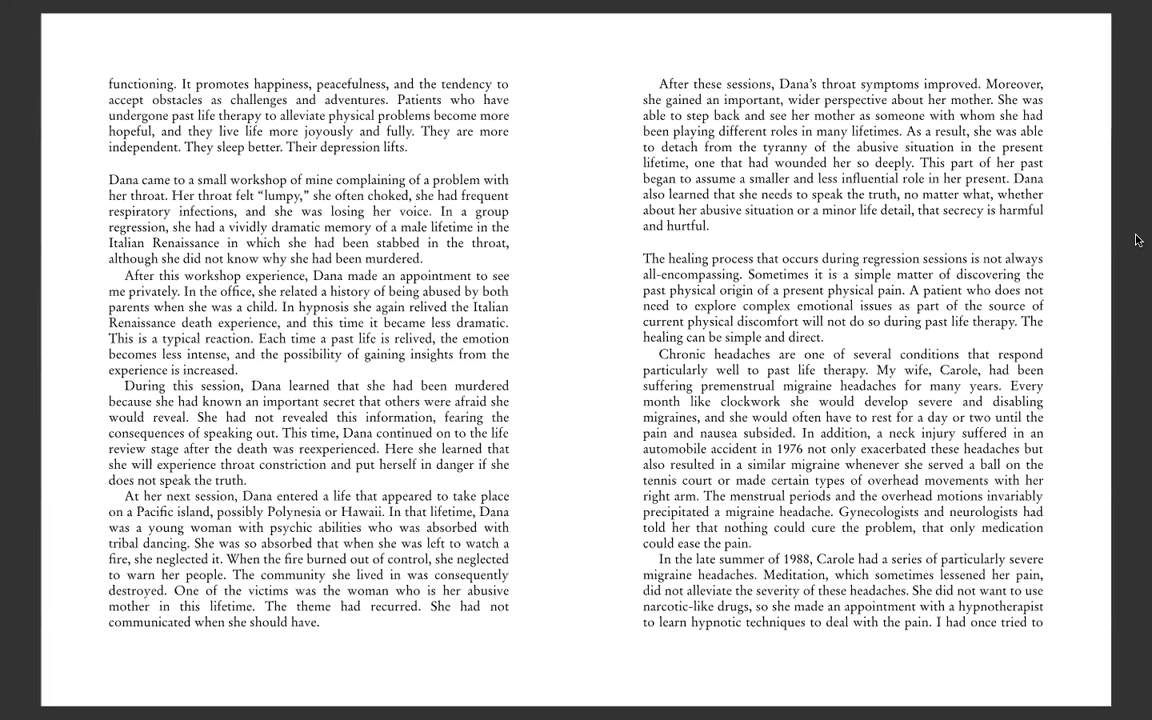 functioning. It promotes happiness, peacefulness, and the tendency to
accept obstacles as challenges and adventures. Patients who have
undergone past life therapy to alleviate physical problems become more
hopeful, and they live life more joyously and fully. They are more
independent. They sleep better. Their depression lifts.
Dana came to a small workshop of mine complaining of a problem with
her throat. Her throat felt “lumpy,” she often choked, she had frequent
respiratory infections, and she was losing her voice. In a group
regression, she had a vividly dramatic memory of a male lifetime in the
Italian Renaissance in which she had been stabbed in the throat,
although she did not know why she had been murdered.
After this workshop experience, Dana made an appointment to see
me privately. In the office, she related a history of being abused by both
parents when she was a child. In hypnosis she again relived the Italian
Renaissance death experience, and this time it became less dramatic.
This is a typical reaction. Each time a past life is relived, the emotion
becomes less intense, and the possibility of gaining insights from the
experience is increased.
During this session, Dana learned that she had been murdered
because she had known an important secret that others were afraid she
would reveal. She had not revealed this information, fearing the
consequences of speaking out. This time, Dana continued on to the life
review stage after the death was reexperienced. Here she learned that
she will experience throat constriction and put herself in danger if she
does not speak the truth.
At her next session, Dana entered a life that appeared to take place
on a Pacific island, possibly Polynesia or Hawaii. In that lifetime, Dana
was a young woman with psychic abilities who was absorbed with
tribal dancing. She was so absorbed that when she was left to watch a
fire, she neglected it. When the fire burned out of control, she neglected
to warn her people. The community she lived in was consequently
destroyed. One of the victims was the woman who is her abusive
mother in this lifetime. The theme had recurred. She had not
communicated when she should have.
After these sessions, Dana’s throat symptoms improved. Moreover,
she gained an important, wider perspective about her mother. She was
able to step back and see her mother as someone with whom she had
been playing different roles in many lifetimes. As a result, she was able
to detach from the tyranny of the abusive situation in the present
lifetime, one that had wounded her so deeply. This part of her past
began to assume a smaller and less influential role in her present. Dana
also learned that she needs to speak the truth, no matter what, whether
about her abusive situation or a minor life detail, that secrecy is harmful
and hurtful.
The healing process that occurs during regression sessions is not always
all-encompassing. Sometimes it is a simple matter of discovering the
past physical origin of a present physical pain. A patient who does not
need to explore complex emotional issues as part of the source of
current physical discomfort will not do so during past life therapy. The
healing can be simple and direct.
Chronic headaches are one of several conditions that respond
particularly well to past life therapy. My wife, Carole, had been
suffering premenstrual migraine headaches for many years. Every
month like clockwork she would develop severe and disabling
migraines, and she would often have to rest for a day or two until the
pain and nausea subsided. In addition, a neck injury suffered in an
automobile accident in 1976 not only exacerbated these headaches but
also resulted in a similar migraine whenever she served a ball on the
tennis court or made certain types of overhead movements with her
right arm. The menstrual periods and the overhead motions invariably
precipitated a migraine headache. Gynecologists and neurologists had
told her that nothing could cure the problem, that only medication
could ease the pain.
In the late summer of 1988, Carole had a series of particularly severe
migraine headaches. Meditation, which sometimes lessened her pain,
did not alleviate the severity of these headaches. She did not want to use
narcotic-like drugs, so she made an appointment with a hypnotherapist
to learn hypnotic techniques to deal with the pain. I had once tried to